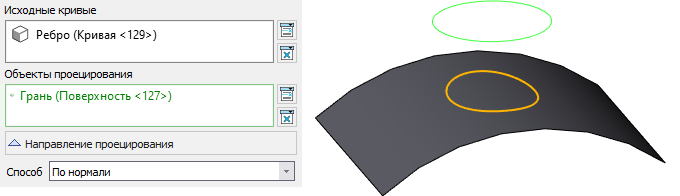 Исходные кривые
Ребро (Кривая <129>)
Объекты проецирования
Грань (Поверхность <127>)
Направление проецирования
Способ По нормали